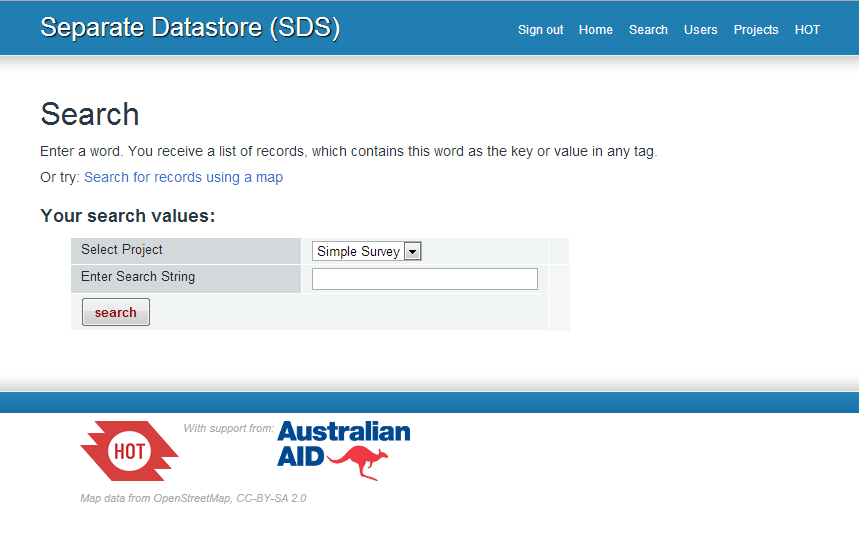 Separate Datastore (SDS)
Sign out Home Search Users Projects HOT
Search
Enter a word. You receive a list of records, which contains this word as the key or value in any tag.
Or try: Search for records using a map
Your search values:
Select Project Simple Survey
Enter Search String
search
HOT
With support from:
Australian
AID
Map data from OpenStreetMap, CC-BY-SA 2.0